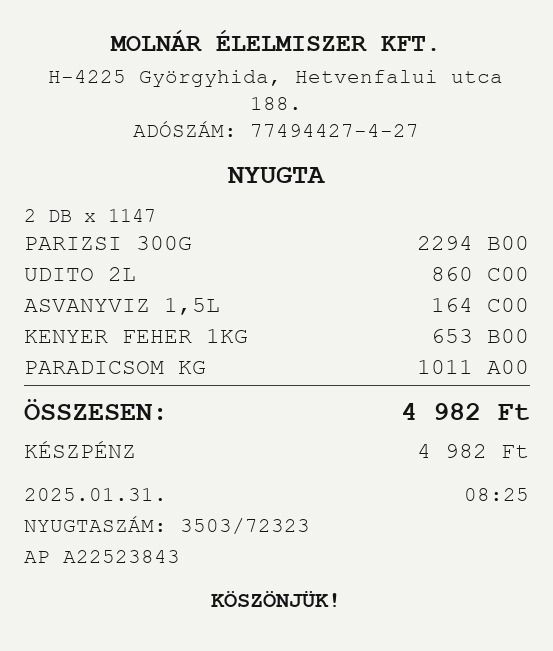 MOLNÁR ÉLELMISZER KFT.
H-4225 Györgyhida, Hetvenfalui utca
188.
ADÓSZÁM: 77494427-4-27
NYUGTA
2 DB x 1147
PARIZSI 300G 2294 B00
UDITO 2L 860 C00
ASVANYVIZ 1,5L 164 C00
KENYER FEHER 1KG 653 B00
PARADICSOM KG 1011 A00
ÖSSZESEN: 4 982 Ft
KÉSZPÉNZ 4 982 Ft
2025.01.31. 08:25
NYUGTASZÁM: 3503/72323
AP A22523843
KÖSZÖNJÜK!